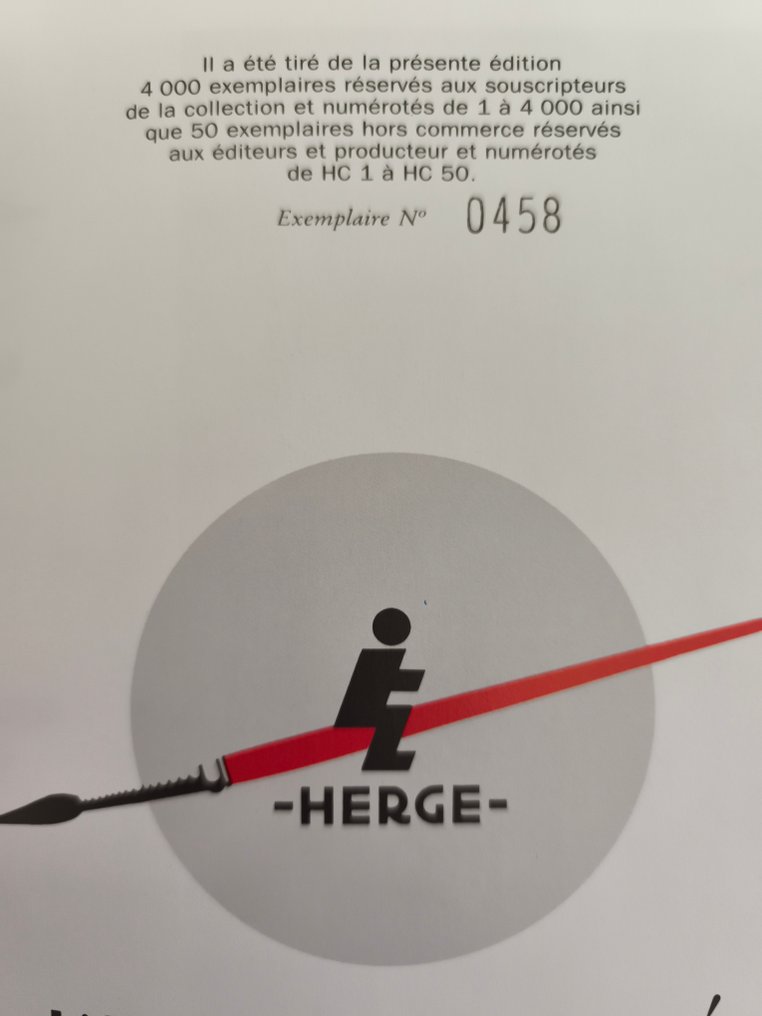 Il a été tiré de la présente édition
4 000 exemplaires réservés aux souscripteurs
de la collection et numérotés de 1 à 4 000 ainsi
que 50 exemplaires hors commerce réservés
aux éditeurs et producteur et numérotés
de HC 1 à HC 50.
Exemplaire Nº 0458
-HERGE-